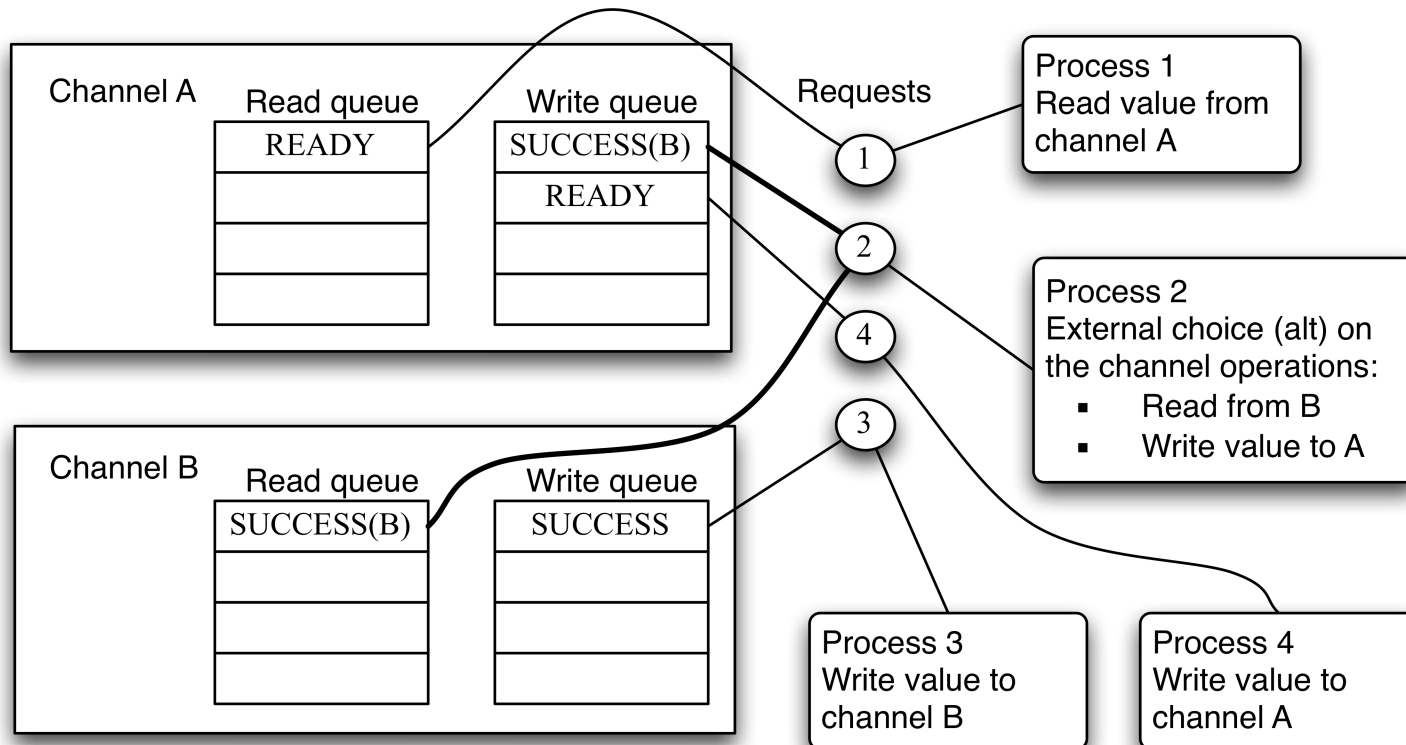 Channel A
Read queue
Write queue
READY
SUCCESS(B)
READY
Requests
1
2
4
3
Process 1
Read value from
channel A
Process 2
External choice (alt) on
the channel operations:
▪ Read from B
▪ Write value to A
Channel B
Read queue
Write queue
SUCCESS(B)
SUCCESS
Process 3
Write value to
channel B
Process 4
Write value to
channel A